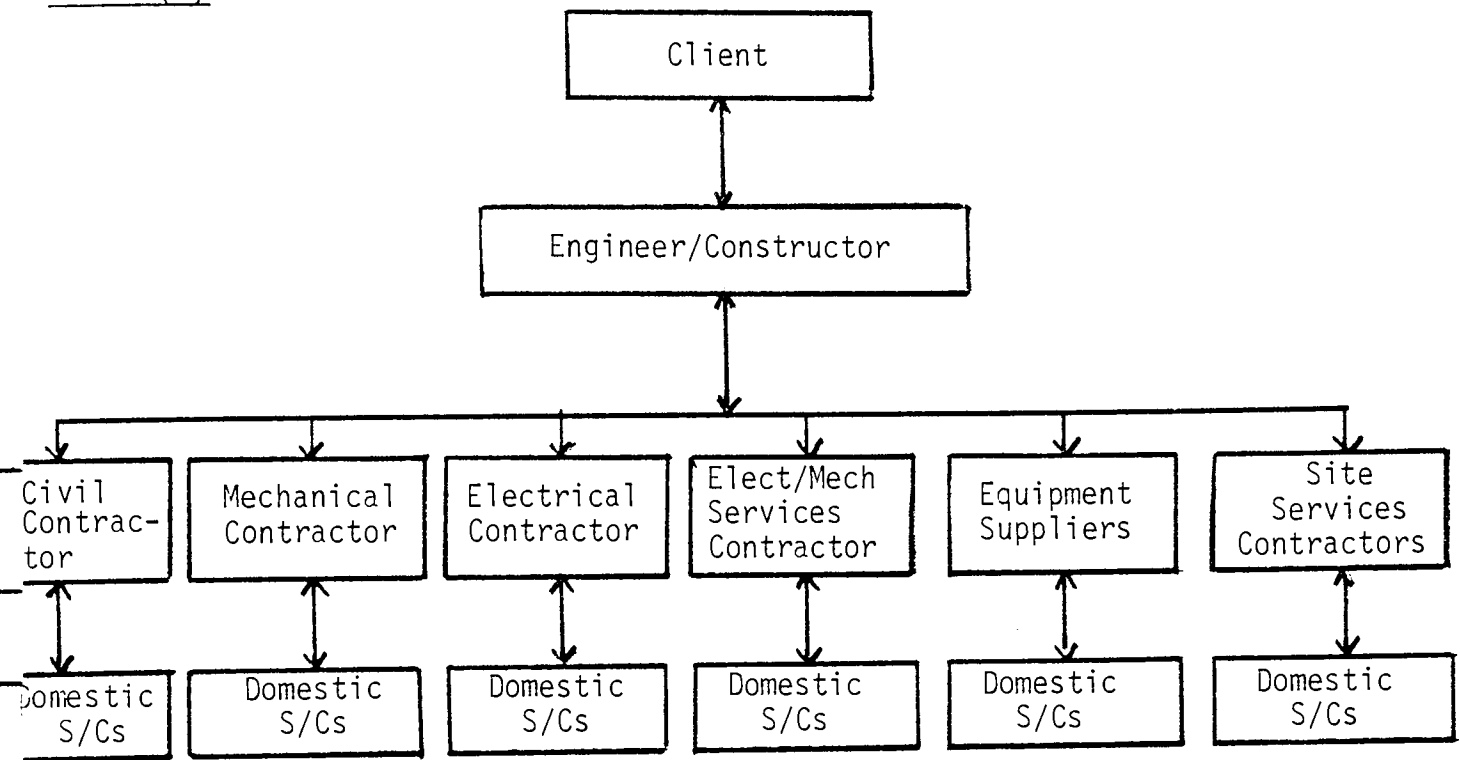 Client
Engineer/Constructor
Civil
Contrac-
tor
Mechanical
Contractor
Electrical
Contractor
Elect/Mech
Services
Contractor
Equipment
Suppliers
Site
Services
Contractors
Domestic
S/Cs
Domestic
S/Cs
Domestic
S/Cs
Domestic
S/Cs
Domestic
S/Cs
Domestic
S/Cs